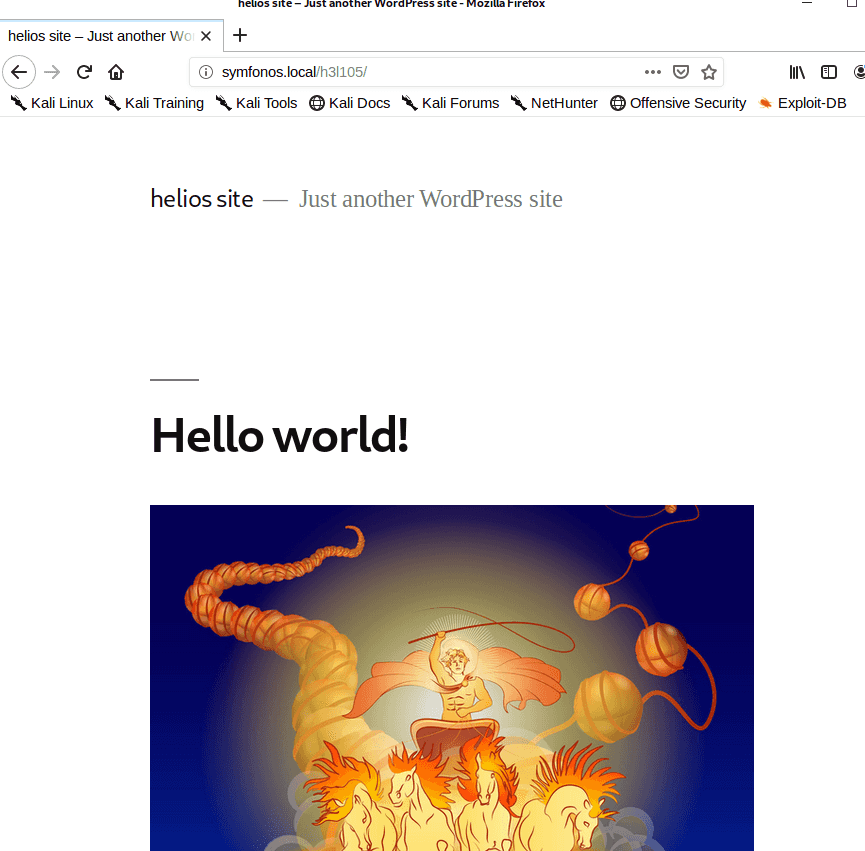 helios site – Just another WordPress site - Mozilla Firefox
helios site – Just another Wo
symfonos.local/h3l105/
Kali Linux Kali Training Kali Tools Kali Docs Kali Forums NetHunter Offensive Security Exploit-DB
helios site — Just another WordPress site
Hello world!